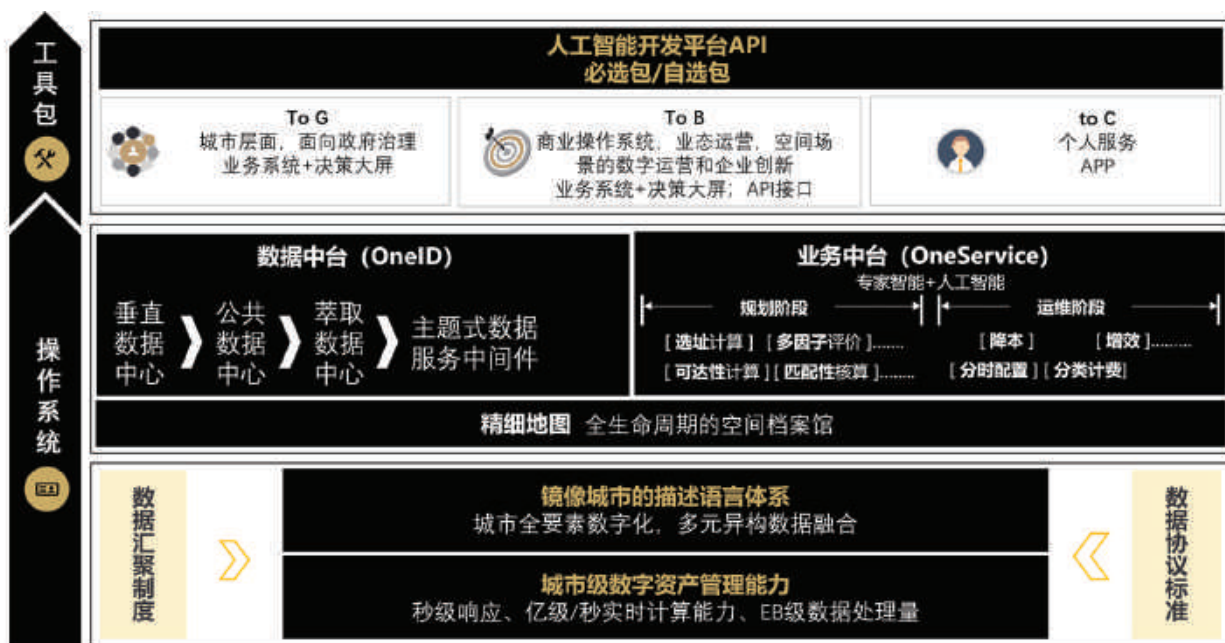 工具包
人工智能开发平台API
必选包/自选包
To G
城市层面，面向政府治理
业务系统+决策大屏
To B
商业操作系统，业态运营，空间场
景的数字运营和企业创新
业务系统+决策大屏；API接口
to C
个人服务
APP
操作系统
数据中台（OneID）
垂直
数据
中心
公共
数据
中心
萃取
数据
中心
主题式数据
服务中间件
业务中台（OneService）
专家智能+人工智能
规划阶段
[ 选址计算 ] [ 多因子评价 ].......
[ 可达性计算 ] [ 匹配性核算 ]........
运维阶段
[ 降本 ] [ 增效 ].........
[ 分时配置 ] [ 分类计费]
精细地图 全生命周期的空间档案馆
数据汇聚制度
镜像城市的描述语言体系
城市全要素数字化，多元异构数据融合
城市级数字资产管理能力
秒级响应、亿级/秒实时计算能力、EB级数据处理量
数据协议标准